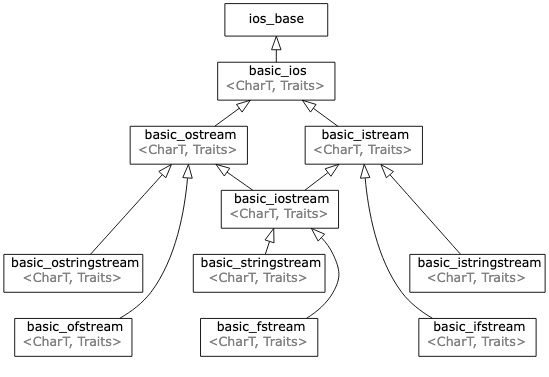 ios_base
basic_ios
<CharT, Traits>
basic_ostream
<CharT, Traits>
basic_istream
<CharT, Traits>
basic_iostream
<CharT, Traits>
basic_ostringstream
<CharT, Traits>
basic_stringstream
<CharT, Traits>
basic_istringstream
<CharT, Traits>
basic_ofstream
<CharT, Traits>
basic_fstream
<CharT, Traits>
basic_ifstream
<CharT, Traits>